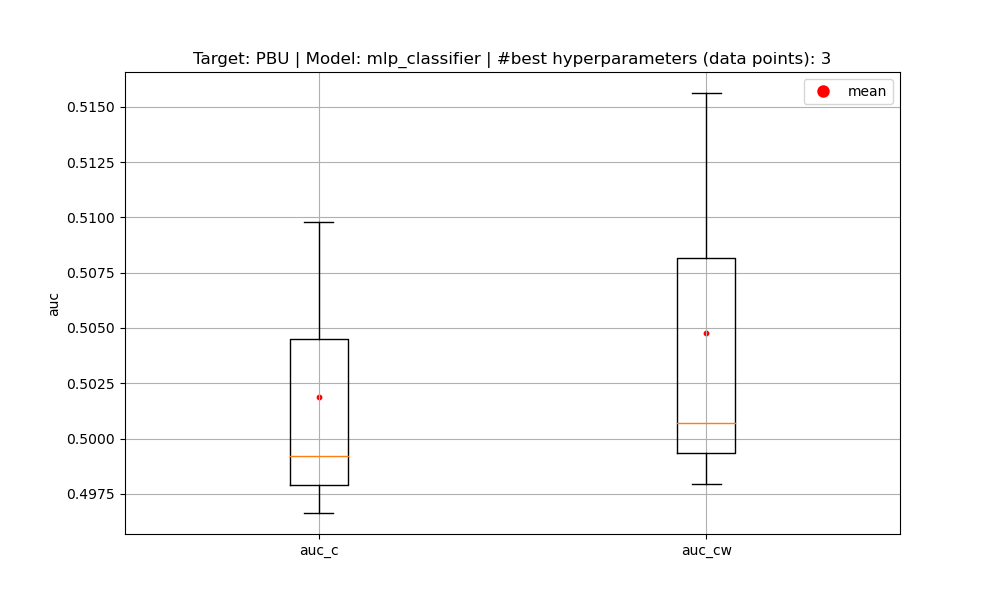 Target: PBU | Model: mlp_classifier | #best hyperparameters (data points): 3
mean
0.5150
0.5125
0.5100
0.5075
0.5050
0.5025
0.5000
0.4975
auc
auc_c
auc_cw